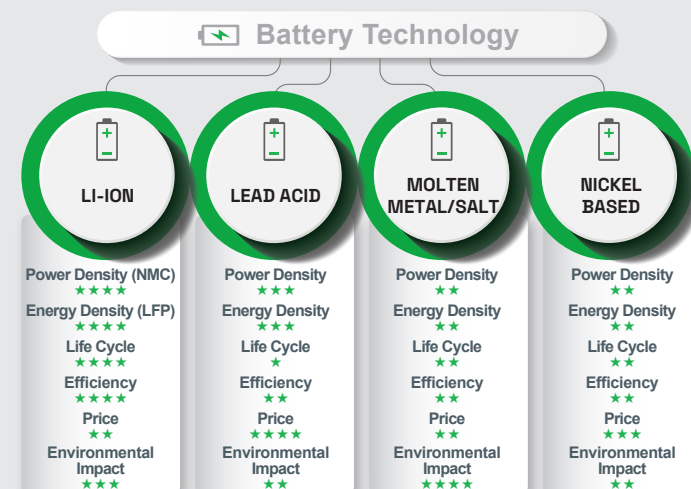 Battery Technology
LI-ION
Power Density (NMC)
★★★★
Energy Density (LFP)
★★★★
Life Cycle
★★★★
Efficiency
★★★★
Price
★★
Environmental
Impact
★★★
LEAD ACID
Power Density
★★★
Energy Density
★★★
Life Cycle
★
Efficiency
★★
Price
★★★★
Environmental
Impact
★★
MOLTEN
METAL/SALT
Power Density
★★
Energy Density
★★
Life Cycle
★★
Efficiency
★★
Price
★★
Environmental
Impact
★★★★
NICKEL
BASED
Power Density
★★
Energy Density
★★
Life Cycle
★★
Efficiency
★★
Price
★★★
Environmental
Impact
★★